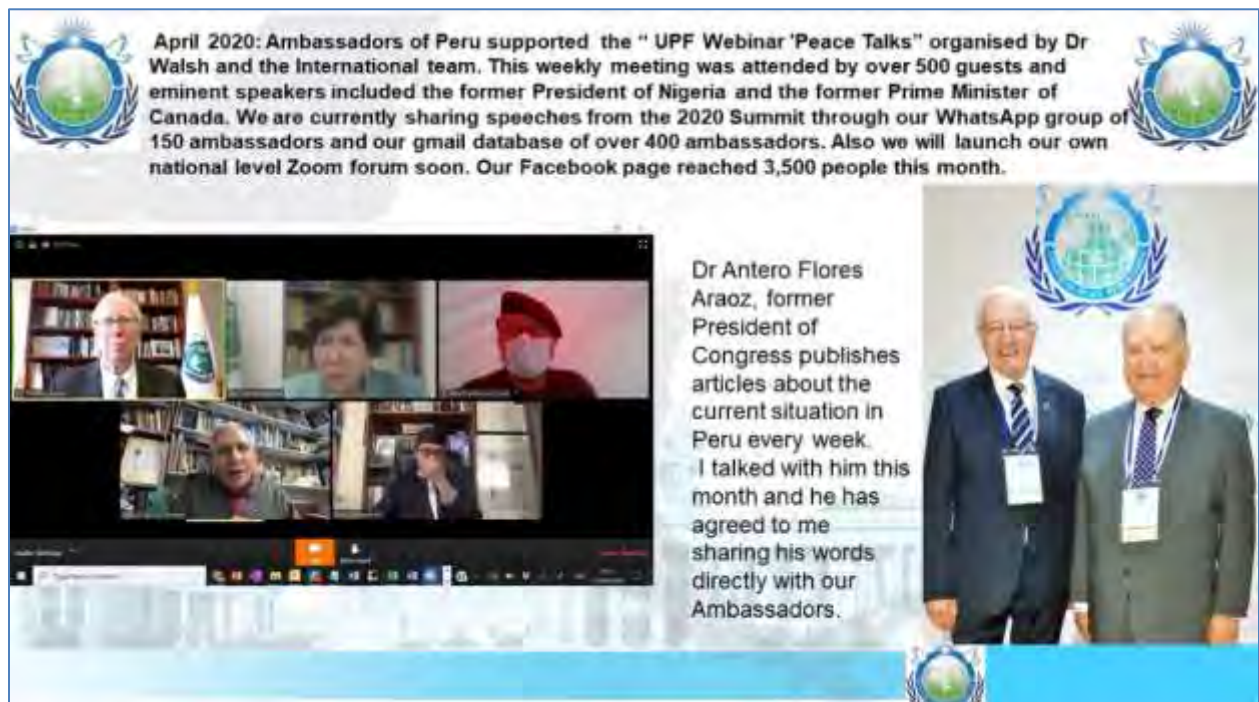 April 2020: Ambassadors of Peru supported the " UPF Webinar 'Peace Talks" organised by Dr
Walsh and the International team. This weekly meeting was attended by over 500 guests and
eminent speakers included the former President of Nigeria and the former Prime Minister of
Canada. We are currently sharing speeches from the 2020 Summit through our WhatsApp group of
150 ambassadors and our gmail database of over 400 ambassadors. Also we will launch our own
national level Zoom forum soon. Our Facebook page reached 3,500 people this month.
Dr Antero Flores
Araoz, former
President of
Congress publishes
articles about the
current situation in
Peru every week.
I talked with him this
month and he has
agreed to me
sharing his words
directly with our
Ambassadors.